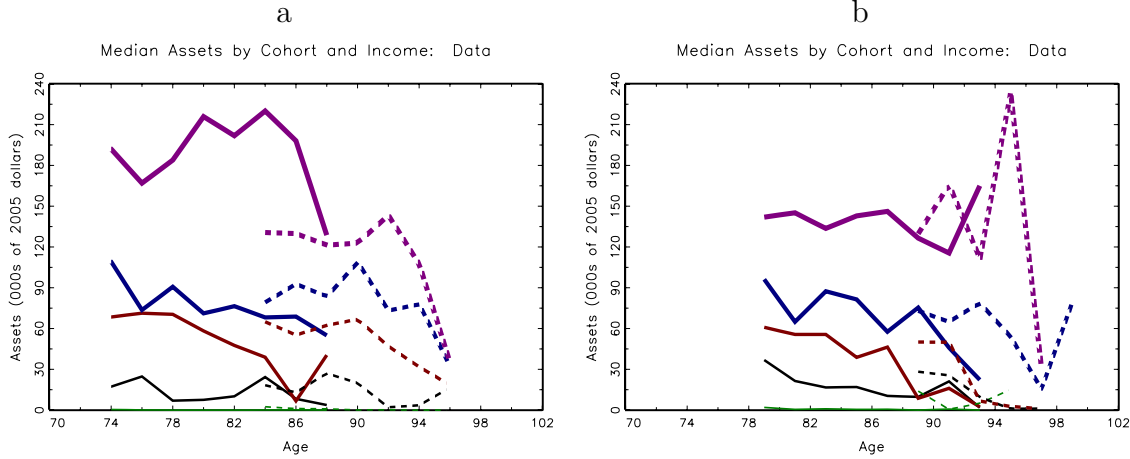 a
Median Assets by Cohort and Income:  Data
Assets (000s of 2005 dollars)
240
210
180
150
120
90
60
30
0
70 74 78 82 86 90 94 98 102
Age
b
Median Assets by Cohort and Income:  Data
Assets (000s of 2005 dollars)
240
210
180
150
120
90
60
30
0
70 74 78 82 86 90 94 98 102
Age